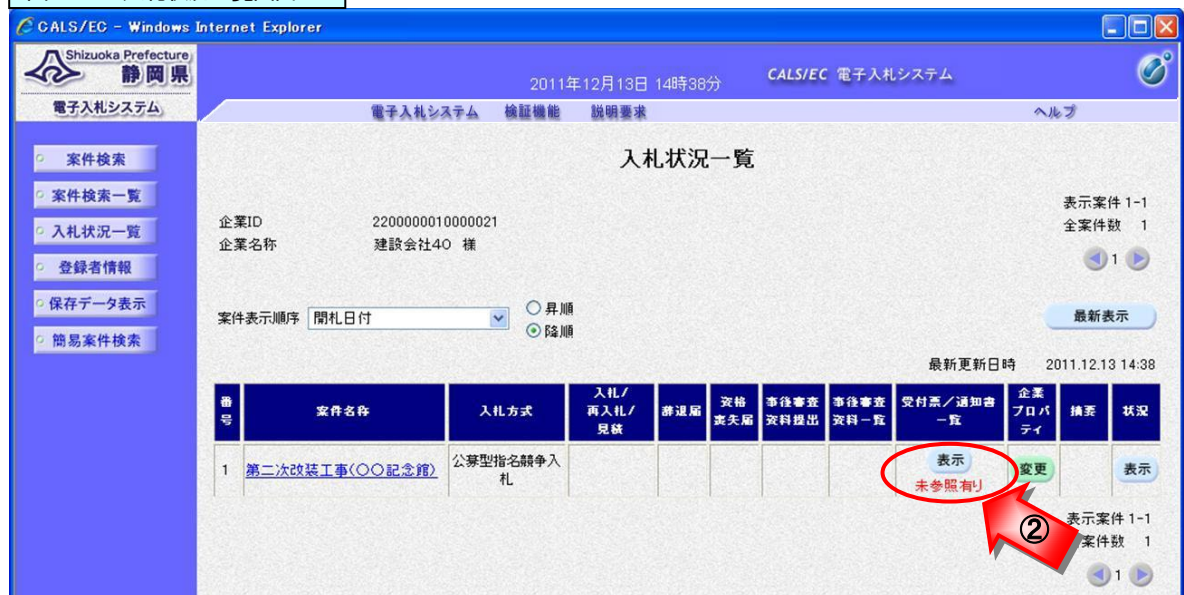 CALS/EC - Windows Internet Explorer
Shizuoka Prefecture
静岡県
2011年12月13日 14時38分
CALS/EC 電子入札システム
電子入札システム
電子入札システム 検証機能 説明要求 ヘルプ
案件検索
案件検索一覧
入札状況一覧
登録者情報
保存データ表示
簡易案件検索
入札状況一覧
表示案件 1-1
全案件数 1
1
企業ID 2200000010000021
企業名称 建設会社40 様
案件表示順序 開札日付
昇順
降順
最新表示
最新更新日時 2011.12.13 14:38
番号 案件名称 入札方式 入札/再入札/見積 辞退届 資格喪失届 事後審査資料提出 事後審査資料一覧 受付票/通知書一覧 企業プロパティ 摘要 状況
1 第二次改装工事(〇〇記念館) 公募型指名競争入札 表示 未参照有り 変更 表示
②
表示案件 1-1
案件数 1
1